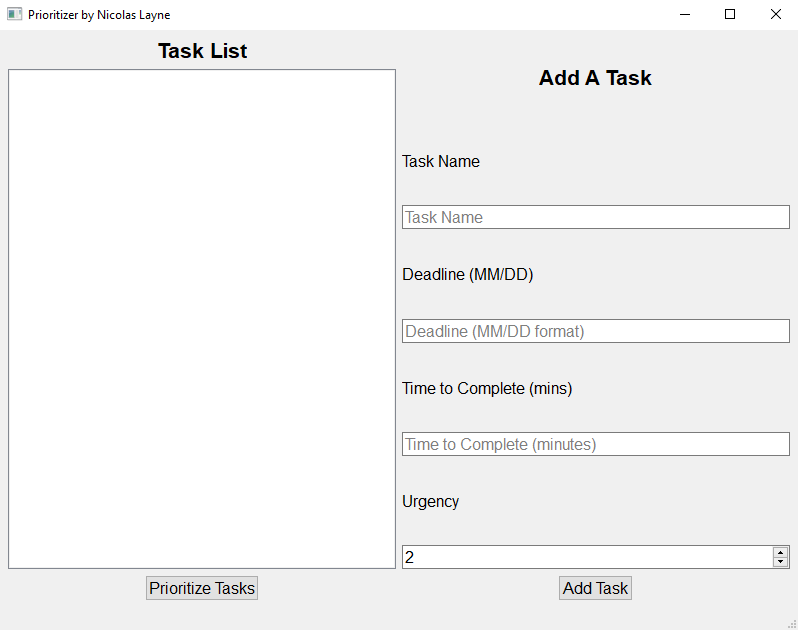 Prioritizer by Nicolas Layne
Task List
Add A Task
Task Name
Task Name
Deadline (MM/DD)
Deadline (MM/DD format)
Time to Complete (mins)
Time to Complete (minutes)
Urgency
2
Prioritize Tasks
Add Task